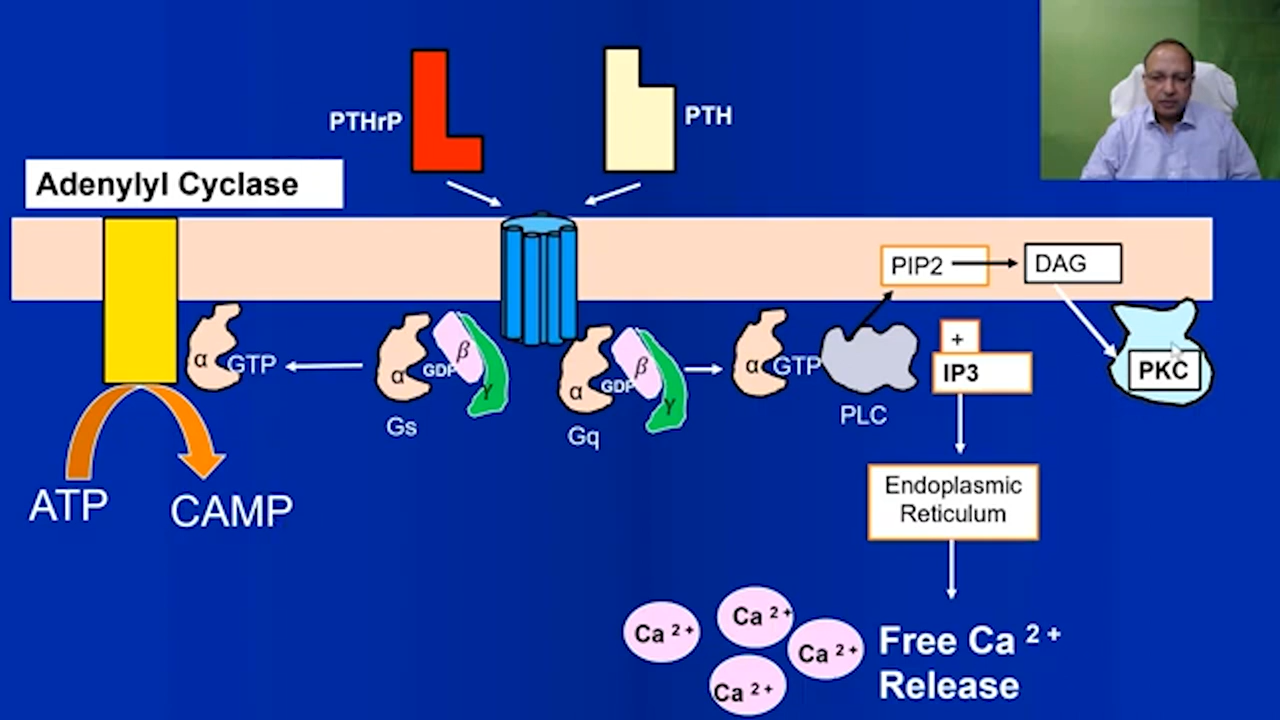 PTHrP
PTH
Adenylyl Cyclase
PIP2
DAG
α
GTP
α
GDP
β
γ
Gs
α
GDP
β
γ
Gq
α
GTP
PLC
+
IP3
PKC
ATP
CAMP
Endoplasmic
Reticulum
Ca 2+
Ca 2+
Ca 2+
Ca 2+
Free Ca 2+
Release